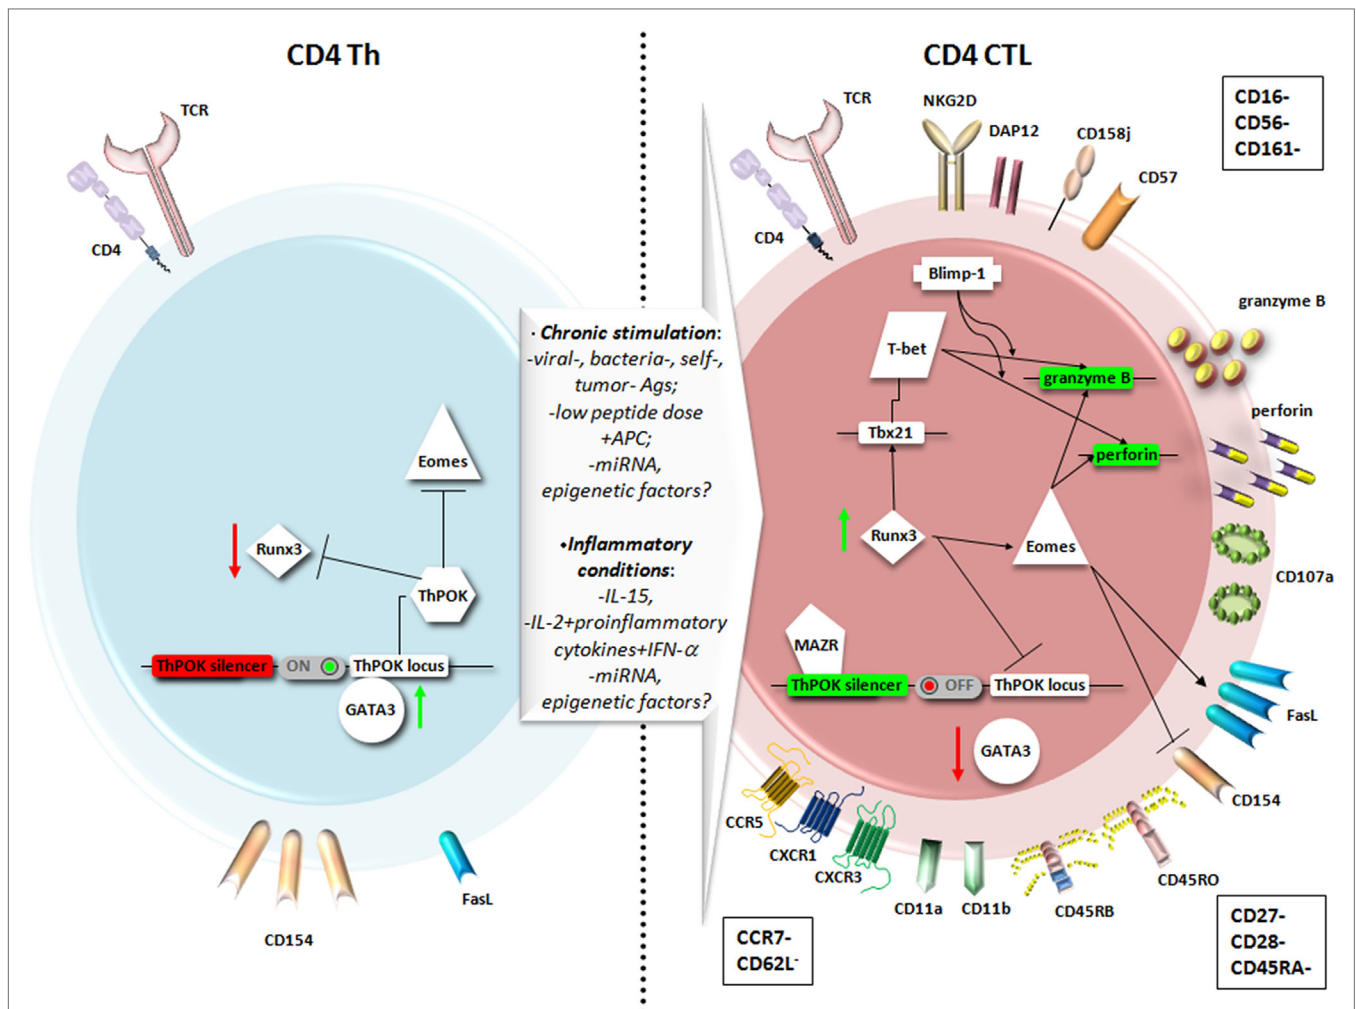 CD4 Th
TCR
CD4
Eomes
Runx3
ThPOK
ThPOK silencer
ON
ThPOK locus
GATA3
CD154
FasL
· Chronic stimulation:
-viral-, bacteria-, self-,
tumor- Ags;
-low peptide dose
+APC;
-miRNA,
epigenetic factors?
•Inflammatory
conditions:
-IL-15,
-IL-2+proinflammatory
cytokines+IFN-α
-miRNA,
epigenetic factors?
CD4 CTL
TCR
CD4
NKG2D
DAP12
CD158j
CD57
CD16-
CD56-
CD161-
Blimp-1
T-bet
granzyme B
Tbx21
perforin
Runx3
Eomes
MAZR
ThPOK silencer
OFF
ThPOK locus
GATA3
granzyme B
perforin
CD107a
FasL
CD154
CCR5
CXCR1
CXCR3
CD11a
CD11b
CD45RB
CD45RO
CCR7-
CD62L⁻
CD27-
CD28-
CD45RA-